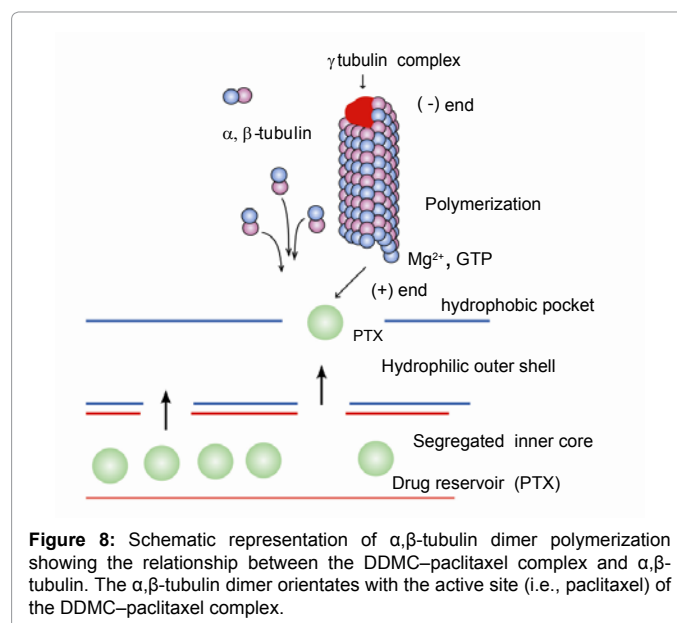 γ tubulin complex
(-) end
α, β-tubulin
Polymerization
Mg²⁺, GTP
(+) end
hydrophobic pocket
PTX
Hydrophilic outer shell
Segregated inner core
Drug reservoir (PTX)
Figure 8: Schematic representation of α,β-tubulin dimer polymerization
showing the relationship between the DDMC–paclitaxel complex and α,β-
tubulin. The α,β-tubulin dimer orientates with the active site (i.e., paclitaxel) of
the DDMC–paclitaxel complex.